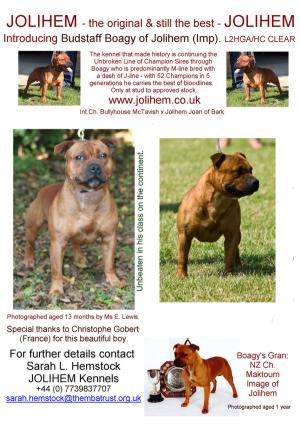 JOLIHEM - the original & still the best - JOLIHEM
Introducing Budstaff Boagy of Jolihem (Imp). L2HGA/HC CLEAR
The kennel that made history is continuing the
Unbroken Line of Champion Sires through
Boagy who is predominantly M-line bred with
a dash of J-line - with 52 Champions in 5
generations he carries the best of bloodlines.
Only at stud to approved stock.
www.jolihem.co.uk
Int.Ch. Bullyhouse McTavish x Jolihem Joan of Bark
Unbeaten in his class on the continent.
Photographed aged 13 months by Ms E. Lewis.
Special thanks to Christophe Gobert
(France) for this beautiful boy.
For further details contact
Sarah L. Hemstock
JOLIHEM Kennels
+44 (0) 7739837707
sarah.hemstock@thembatrust.org.uk
Boagy's Gran:
NZ Ch.
Maktoum
Image of
Jolihem
Photographed aged 1 year